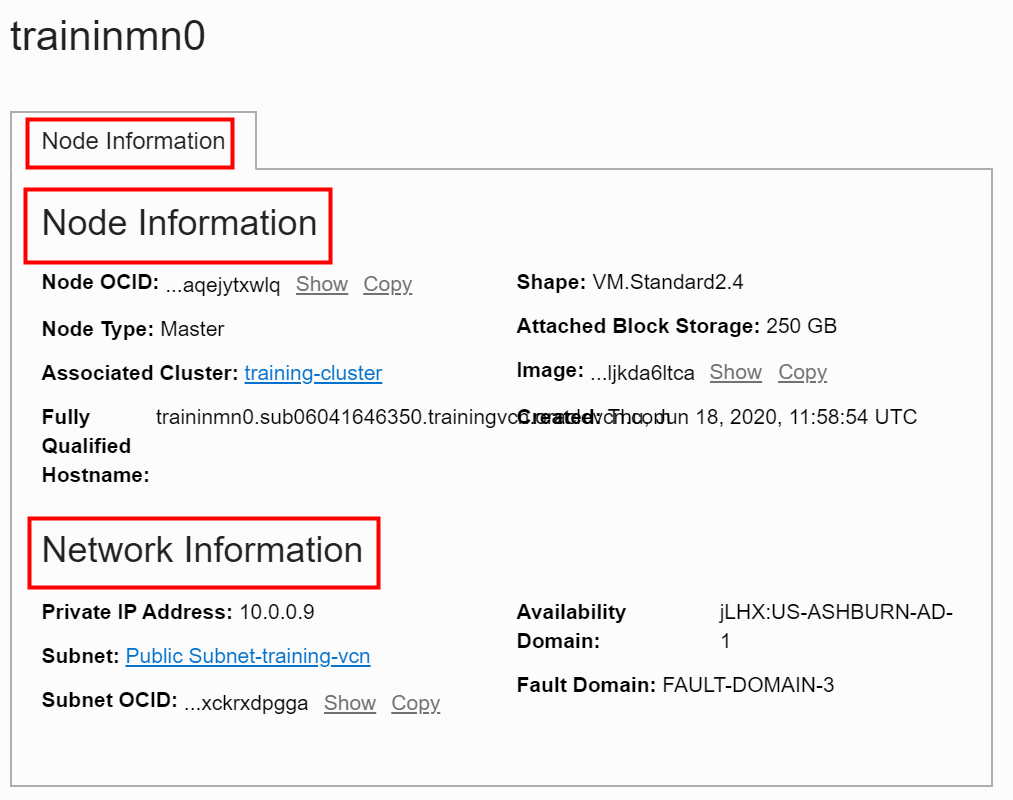 traininmn0
Node Information
Node Information
Node OCID: ...aqejytxwlq Show Copy
Node Type: Master
Associated Cluster: training-cluster
Fully Qualified Hostname: traininmn0.sub06041646350.trainingvcn.oraclevcn.com
Shape: VM.Standard2.4
Attached Block Storage: 250 GB
Image: ...ljkda6ltca Show Copy
Created: Thu, Jun 18, 2020, 11:58:54 UTC
Network Information
Private IP Address: 10.0.0.9
Subnet: Public Subnet-training-vcn
Subnet OCID: ...xckrxdpgga Show Copy
Availability Domain: jLHX:US-ASHBURN-AD-1
Fault Domain: FAULT-DOMAIN-3